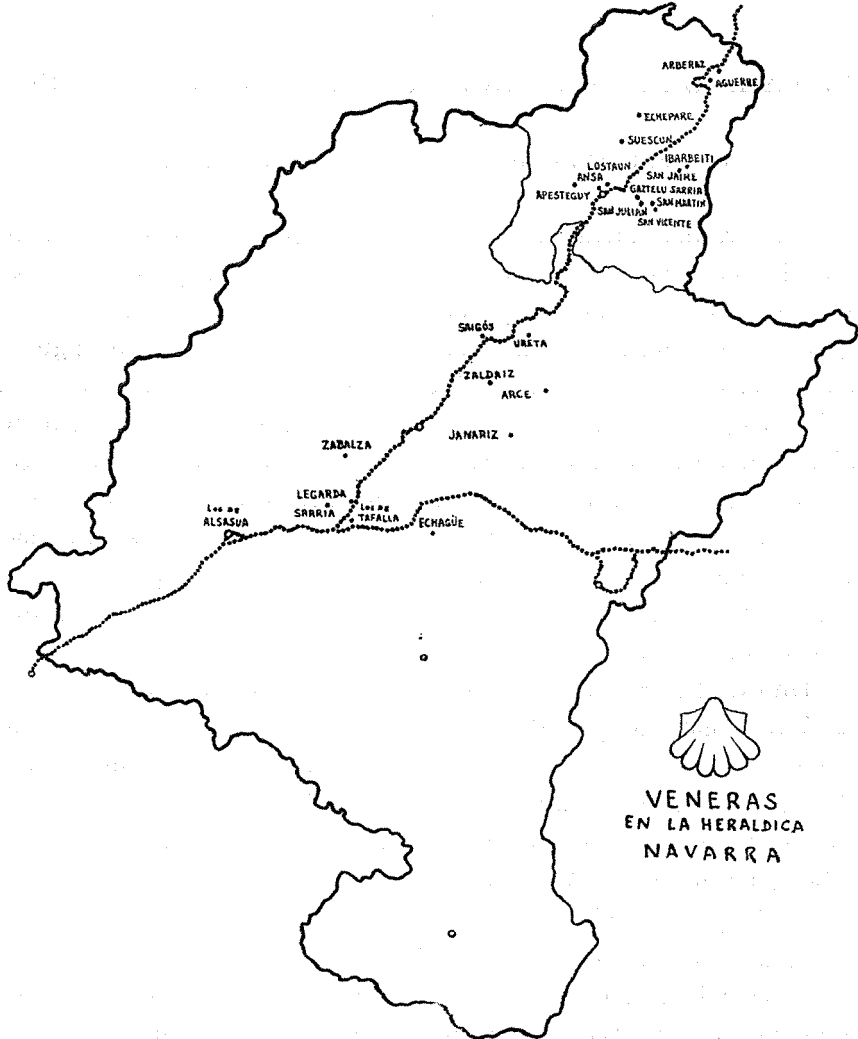 ARBERAZ
AGUERRE
ECHEPARE
SUESCUN
IBARBEITI
LOSTAUN
SAN JAIME
ANSA
GAZTELU SARRIA
APESTEGUY
SAN MARTIN
SAN JULIAN
SAN VICENTE
SAIGÓS
URETA
ZALDAIZ
ARCE
JANARIZ
ZABALZA
LEGARDA
SARRIA
LOS DE
TAFALLA
LOS DE
ALSASUA
ECHAGÜE
VENERAS
EN LA HERALDICA
NAVARRA